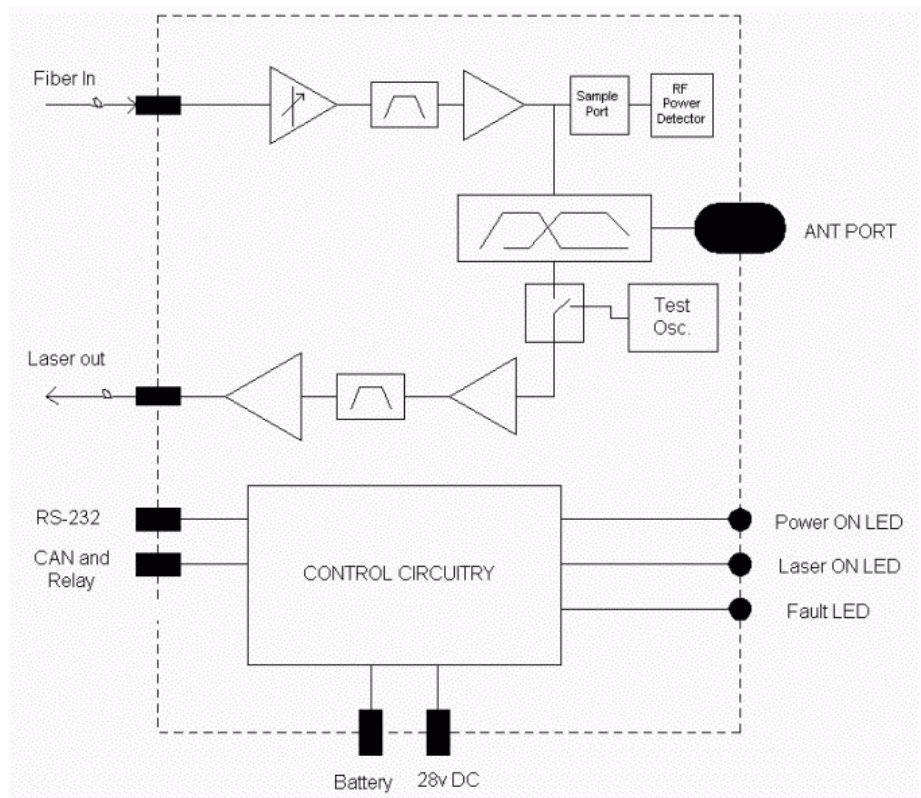 Fiber In
Sample
Port
RF
Power
Detector
ANT PORT
Test
Osc.
Laser out
RS-232
CAN and
Relay
CONTROL CIRCUITRY
Power ON LED
Laser ON LED
Fault LED
Battery
28v DC